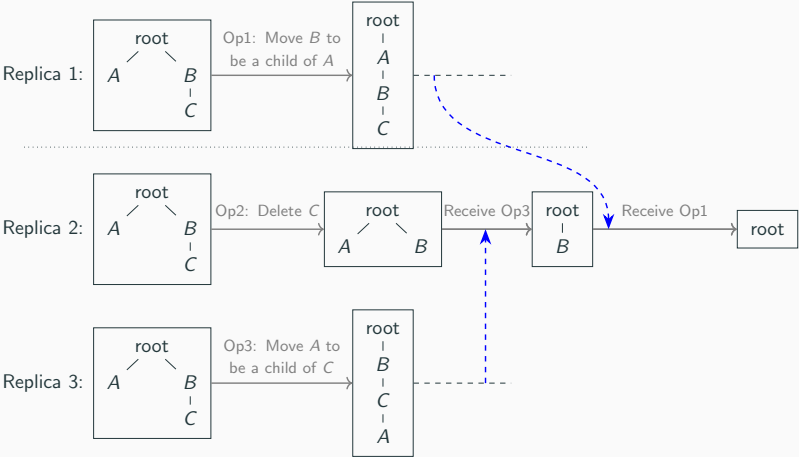 Replica 1:
root
A B
C
Op1: Move B to
be a child of A
root
A
B
C
Replica 2:
root
A B
C
Op2: Delete C
root
A B
Receive Op3
root
B
Receive Op1
root
Replica 3:
root
A B
C
Op3: Move A to
be a child of C
root
B
C
A